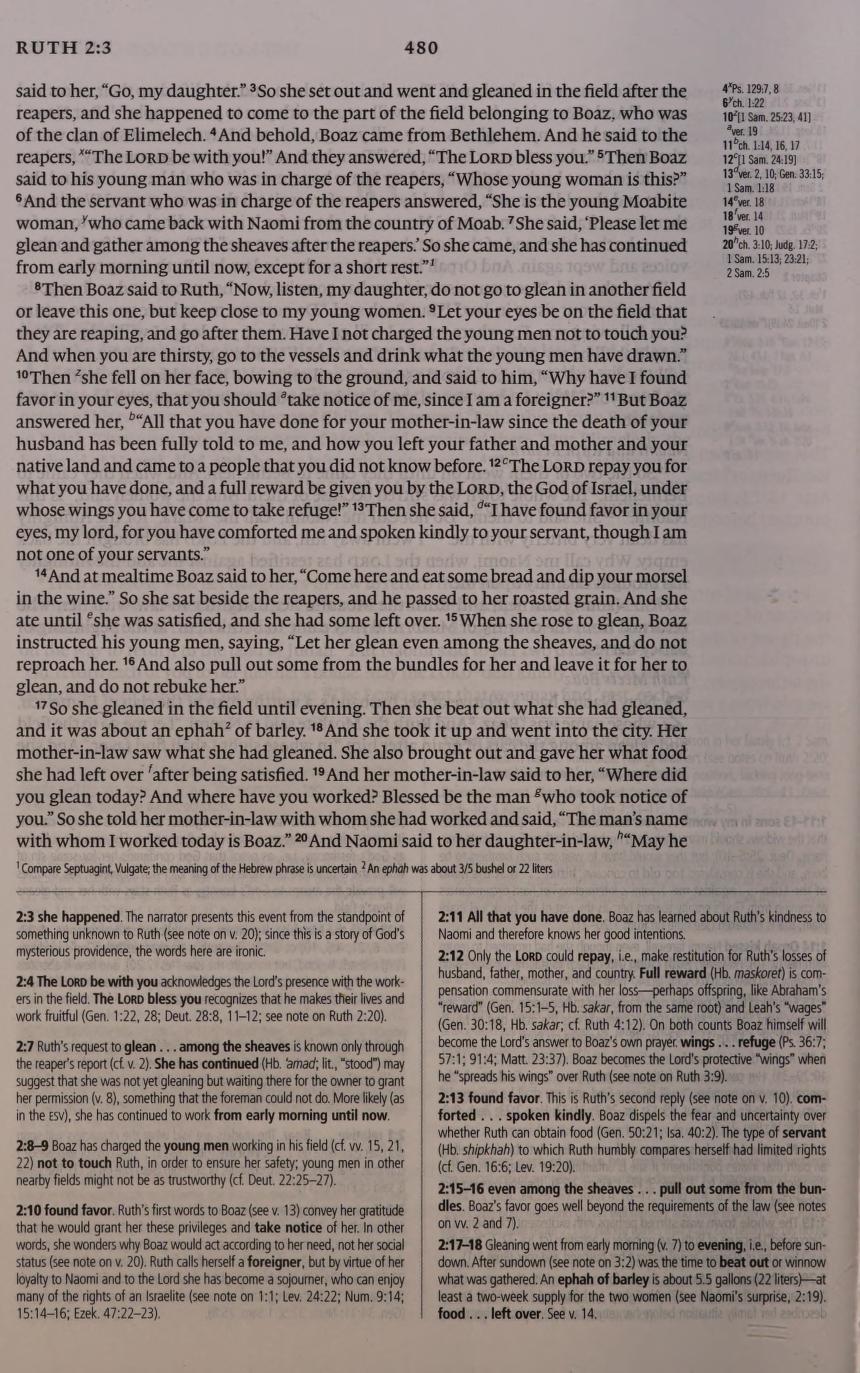 RUTH 2:3
480
said to her, “Go, my daughter.” ³So she set out and went and gleaned in the field after the
reapers, and she happened to come to the part of the field belonging to Boaz, who was
of the clan of Elimelech. ⁴And behold, Boaz came from Bethlehem. And he said to the
reapers, ˣ“The LORD be with you!” And they answered, “The LORD bless you.” ⁵Then Boaz
said to his young man who was in charge of the reapers, “Whose young woman is this?”
⁶And the servant who was in charge of the reapers answered, “She is the young Moabite
woman, ʸwho came back with Naomi from the country of Moab. ⁷She said, ‘Please let me
glean and gather among the sheaves after the reapers.’ So she came, and she has continued
from early morning until now, except for a short rest.”¹
⁸Then Boaz said to Ruth, “Now, listen, my daughter, do not go to glean in another field
or leave this one, but keep close to my young women. ⁹Let your eyes be on the field that
they are reaping, and go after them. Have I not charged the young men not to touch you?
And when you are thirsty, go to the vessels and drink what the young men have drawn.”
¹⁰Then ᶻshe fell on her face, bowing to the ground, and said to him, “Why have I found
favor in your eyes, that you should ᵃtake notice of me, since I am a foreigner?” ¹¹But Boaz
answered her, ᵇ“All that you have done for your mother-in-law since the death of your
husband has been fully told to me, and how you left your father and mother and your
native land and came to a people that you did not know before. ¹²ᶜThe LORD repay you for
what you have done, and a full reward be given you by the LORD, the God of Israel, under
whose wings you have come to take refuge!” ¹³Then she said, ᵈ“I have found favor in your
eyes, my lord, for you have comforted me and spoken kindly to your servant, though I am
not one of your servants.”
¹⁴And at mealtime Boaz said to her, “Come here and eat some bread and dip your morsel
in the wine.” So she sat beside the reapers, and he passed to her roasted grain. And she
ate until ᵉshe was satisfied, and she had some left over. ¹⁵When she rose to glean, Boaz
instructed his young men, saying, “Let her glean even among the sheaves, and do not
reproach her. ¹⁶And also pull out some from the bundles for her and leave it for her to
glean, and do not rebuke her.”
¹⁷So she gleaned in the field until evening. Then she beat out what she had gleaned,
and it was about an ephah² of barley. ¹⁸And she took it up and went into the city. Her
mother-in-law saw what she had gleaned. She also brought out and gave her what food
she had left over ᶠafter being satisfied. ¹⁹And her mother-in-law said to her, “Where did
you glean today? And where have you worked? Blessed be the man ᵍwho took notice of
you.” So she told her mother-in-law with whom she had worked and said, “The man’s name
with whom I worked today is Boaz.” ²⁰And Naomi said to her daughter-in-law, ʰ“May he
4ˣPs. 129:7, 8
6ʸch. 1:22
10ᶻ[1 Sam. 25:23, 41]
ᵃver. 19
11ᵇch. 1:14, 16, 17
12ᶜ[1 Sam. 24:19]
13ᵈver. 2, 10; Gen. 33:15;
1 Sam. 1:18
14ᵉver. 18
18ᶠver. 14
19ᵍver. 10
20ʰch. 3:10; Judg. 17:2;
1 Sam. 15:13; 23:21;
2 Sam. 2:5
¹ Compare Septuagint, Vulgate; the meaning of the Hebrew phrase is uncertain ² An ephah was about 3/5 bushel or 22 liters
2:3 she happened. The narrator presents this event from the standpoint of
something unknown to Ruth (see note on v. 20); since this is a story of God’s
mysterious providence, the words here are ironic.
2:4 The LORD be with you acknowledges the Lord’s presence with the work-
ers in the field. The LORD bless you recognizes that he makes their lives and
work fruitful (Gen. 1:22, 28; Deut. 28:8, 11–12; see note on Ruth 2:20).
2:7 Ruth’s request to glean . . . among the sheaves is known only through
the reaper’s report (cf. v. 2). She has continued (Hb. ‘amad; lit., “stood”) may
suggest that she was not yet gleaning but waiting there for the owner to grant
her permission (v. 8), something that the foreman could not do. More likely (as
in the ESV), she has continued to work from early morning until now.
2:8–9 Boaz has charged the young men working in his field (cf. vv. 15, 21,
22) not to touch Ruth, in order to ensure her safety; young men in other
nearby fields might not be as trustworthy (cf. Deut. 22:25–27).
2:10 found favor. Ruth’s first words to Boaz (see v. 13) convey her gratitude
that he would grant her these privileges and take notice of her. In other
words, she wonders why Boaz would act according to her need, not her social
status (see note on v. 20). Ruth calls herself a foreigner, but by virtue of her
loyalty to Naomi and to the Lord she has become a sojourner, who can enjoy
many of the rights of an Israelite (see note on 1:1; Lev. 24:22; Num. 9:14;
15:14–16; Ezek. 47:22–23).
2:11 All that you have done. Boaz has learned about Ruth’s kindness to
Naomi and therefore knows her good intentions.
2:12 Only the LORD could repay, i.e., make restitution for Ruth’s losses of
husband, father, mother, and country. Full reward (Hb. maskoret) is com-
pensation commensurate with her loss—perhaps offspring, like Abraham’s
“reward” (Gen. 15:1–5, Hb. sakar, from the same root) and Leah’s “wages”
(Gen. 30:18, Hb. sakar; cf. Ruth 4:12). On both counts Boaz himself will
become the Lord’s answer to Boaz’s own prayer. wings . . . refuge (Ps. 36:7;
57:1; 91:4; Matt. 23:37). Boaz becomes the Lord’s protective “wings” when
he “spreads his wings” over Ruth (see note on Ruth 3:9).
2:13 found favor. This is Ruth’s second reply (see note on v. 10). com-
forted . . . spoken kindly. Boaz dispels the fear and uncertainty over
whether Ruth can obtain food (Gen. 50:21; Isa. 40:2). The type of servant
(Hb. shipkhah) to which Ruth humbly compares herself had limited rights
(cf. Gen. 16:6; Lev. 19:20).
2:15–16 even among the sheaves . . . pull out some from the bun-
dles. Boaz’s favor goes well beyond the requirements of the law (see notes
on vv. 2 and 7).
2:17–18 Gleaning went from early morning (v. 7) to evening, i.e., before sun-
down. After sundown (see note on 3:2) was the time to beat out or winnow
what was gathered. An ephah of barley is about 5.5 gallons (22 liters)—at
least a two-week supply for the two women (see Naomi’s surprise, 2:19).
food . . . left over. See v. 14.